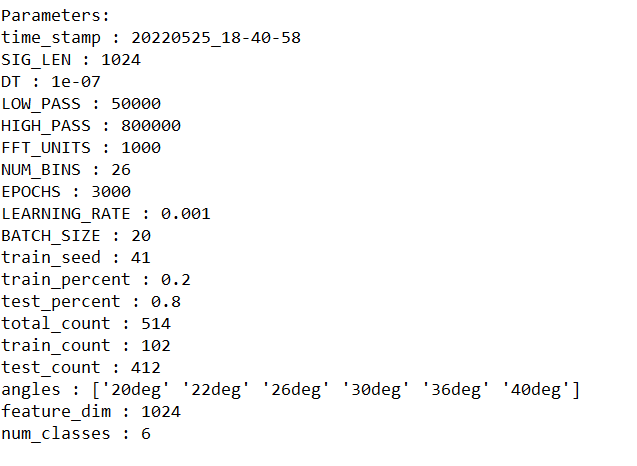 Parameters:
time_stamp : 20220525_18-40-58
SIG_LEN : 1024
DT : 1e-07
LOW_PASS : 50000
HIGH_PASS : 800000
FFT_UNITS : 1000
NUM_BINS : 26
EPOCHS : 3000
LEARNING_RATE : 0.001
BATCH_SIZE : 20
train_seed : 41
train_percent : 0.2
test_percent : 0.8
total_count : 514
train_count : 102
test_count : 412
angles : ['20deg' '22deg' '26deg' '30deg' '36deg' '40deg']
feature_dim : 1024
num_classes : 6